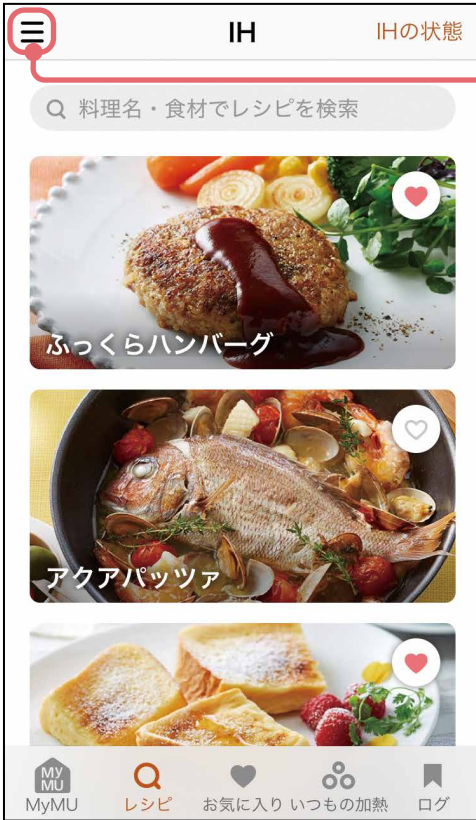 IH
IHの状態
料理名・食材でレシピを検索
ふっくらハンバーグ
アクアパッツァ
MY
MU
MyMU
レシピ
お気に入り
いつもの加熱
ログ